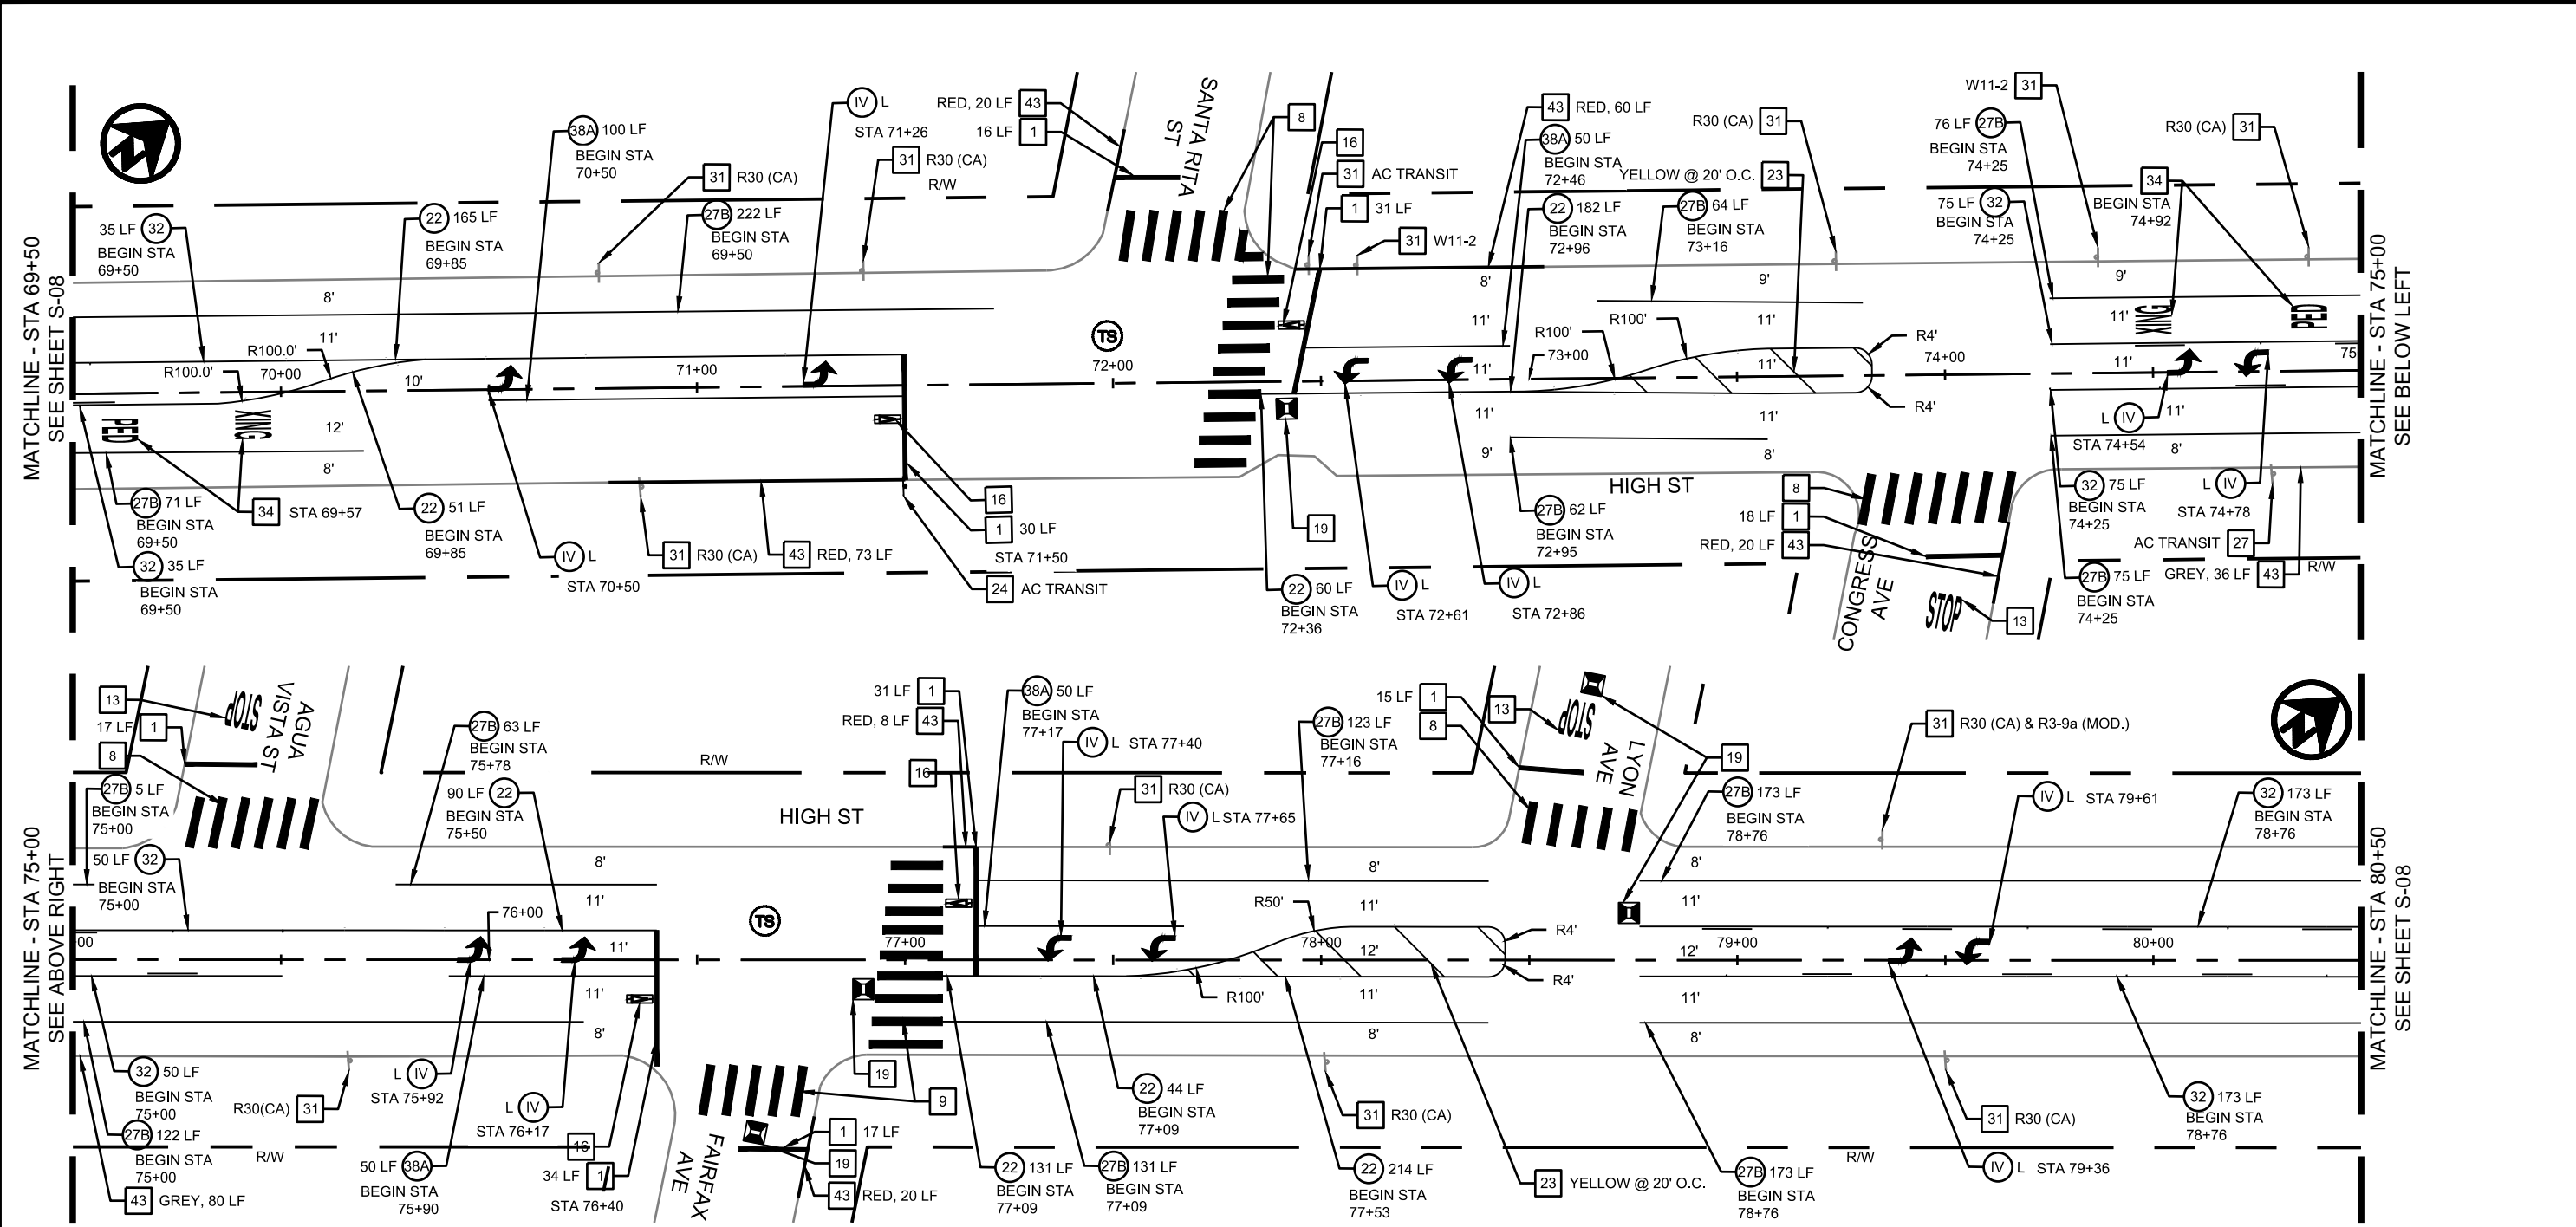 MATCHLINE - STA 69+50
SEE SHEET S-08
N
35 LF 32
BEGIN STA
69+50
22 165 LF
BEGIN STA
69+85
38A 100 LF
BEGIN STA
70+50
31 R30 (CA)
27B 222 LF
BEGIN STA
69+50
IV L
STA 71+26
31 R30 (CA)
R/W
RED, 20 LF 43
16 LF 1
SANTA RITA
ST
8
16
31 AC TRANSIT
1 31 LF
31 W11-2
43 RED, 60 LF
38A 50 LF
BEGIN STA
72+46
YELLOW @ 20' O.C. 23
22 182 LF
BEGIN STA
72+96
27B 64 LF
BEGIN STA
73+16
R30 (CA) 31
W11-2 31
76 LF 27B
BEGIN STA
74+25
R30 (CA) 31
34
BEGIN STA
74+92
75 LF 32
BEGIN STA
74+25
MATCHLINE - STA 75+00
SEE BELOW LEFT
8'
11'
R100.0'
R100.0'
70+00
10'
71+00
12'
8'
PED
XING
TS
72+00
8'
11'
11'
R100'
R100'
73+00
9'
11'
11'
R4'
R4'
74+00
11'
9'
11'
8'
9'
11'
11'
11'
8'
XING
PED
75
27B 71 LF
BEGIN STA
69+50
32 35 LF
BEGIN STA
69+50
34 STA 69+57
22 51 LF
BEGIN STA
69+85
IV L
STA 70+50
31 R30 (CA)
43 RED, 73 LF
16
1 30 LF
STA 71+50
24 AC TRANSIT
19
22 60 LF
BEGIN STA
72+36
IV L
STA 72+61
IV L
STA 72+86
27B 62 LF
BEGIN STA
72+95
HIGH ST
8
18 LF 1
RED, 20 LF 43
CONGRESS
AVE
STOP
13
L IV
STA 74+54
32 75 LF
BEGIN STA
74+25
L IV
STA 74+78
AC TRANSIT 27
27B 75 LF
BEGIN STA
74+25
GREY, 36 LF 43
R/W
MATCHLINE - STA 75+00
SEE ABOVE RIGHT
13
17 LF 1
8
27B 5 LF
BEGIN STA
75+00
50 LF 32
BEGIN STA
75+00
STOP
AGUA
VISTA ST
27B 63 LF
BEGIN STA
75+78
90 LF 22
BEGIN STA
75+50
R/W
HIGH ST
31 LF 1
RED, 8 LF 43
16
38A 50 LF
BEGIN STA
77+17
IV L STA 77+40
31 R30 (CA)
IV L STA 77+65
27B 123 LF
BEGIN STA
77+16
15 LF 1
8
13
STOP
LYON
AVE
19
27B 173 LF
BEGIN STA
78+76
31 R30 (CA) & R3-9a (MOD.)
IV L STA 79+61
32 173 LF
BEGIN STA
78+76
N
MATCHLINE - STA 80+50
SEE SHEET S-08
00
76+00
8'
11'
11'
11'
8'
TS
77+00
R50'
R100'
78+00
8'
11'
12'
11'
8'
R4'
R4'
8'
11'
12'
11'
8'
79+00
80+00
32 50 LF
BEGIN STA
75+00
27B 122 LF
BEGIN STA
75+00
43 GREY, 80 LF
R/W
R30(CA) 31
L IV
STA 75+92
L IV
STA 76+17
50 LF 38A
BEGIN STA
75+90
16
34 LF 1
STA 76+40
FAIRFAX
AVE
19
9
1 17 LF
19
43 RED, 20 LF
22 131 LF
BEGIN STA
77+09
22 44 LF
BEGIN STA
77+09
27B 131 LF
BEGIN STA
77+09
31 R30 (CA)
22 214 LF
BEGIN STA
77+53
23 YELLOW @ 20' O.C.
27B 173 LF
BEGIN STA
78+76
R/W
31 R30 (CA)
IV L STA 79+36
32 173 LF
BEGIN STA
78+76